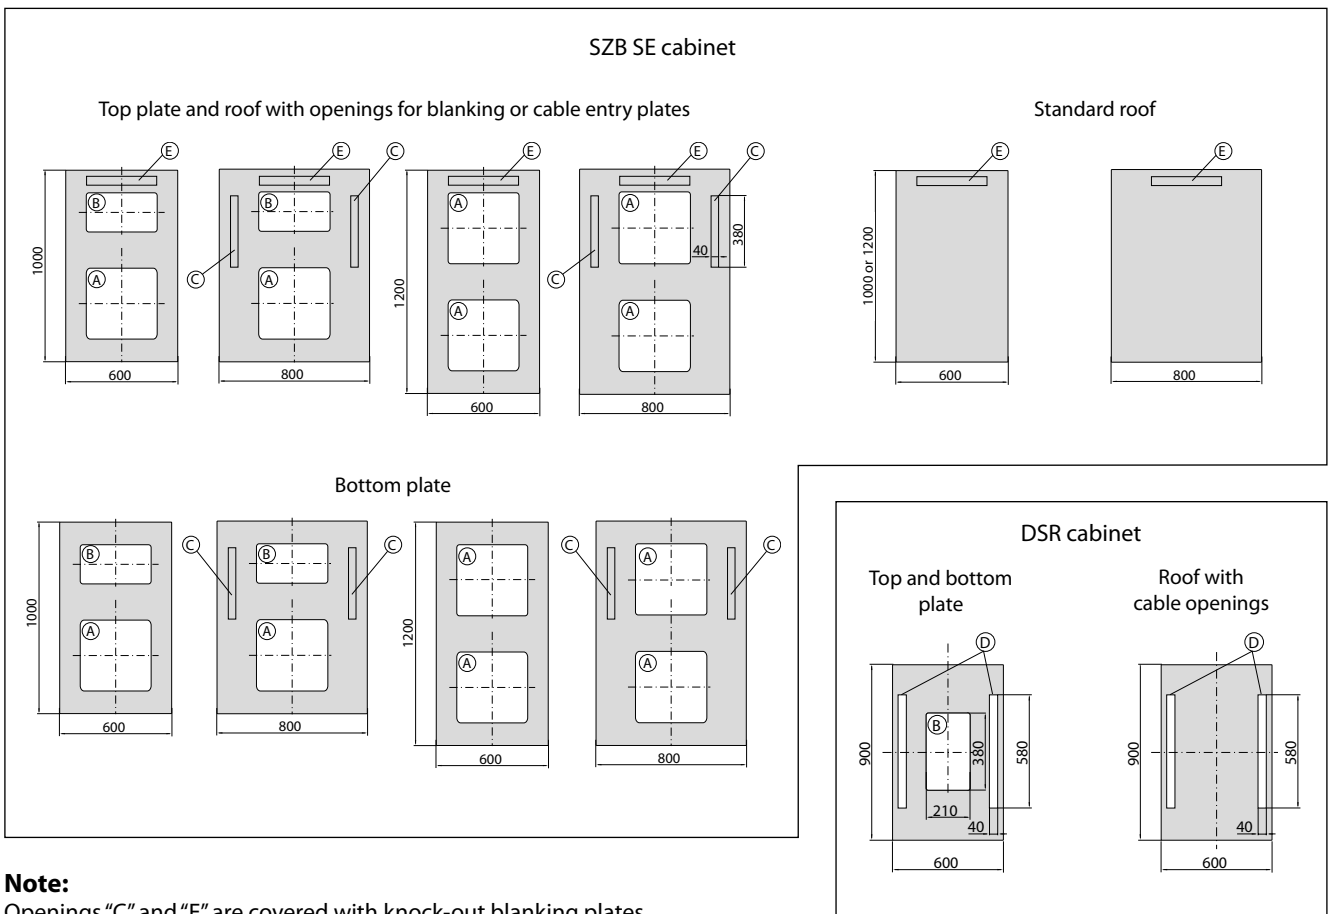 SZB SE cabinet
Top plate and roof with openings for blanking or cable entry plates
Standard roof
E
E
C
E
E
C
E
E
B
B
A
A
1000
C
A
A
1200
C
A
A
40
380
1000 or 1200
600
800
600
800
600
800
Bottom plate
B
C
B
C
A
C
A
C
1000
A
A
1200
A
A
600
800
600
800
DSR cabinet
Top and bottom
plate
Roof with
cable openings
D
D
B
900
380
580
210
40
600
900
580
40
600
Note:
Openings “C” and “E” are covered with knock-out blanking plates